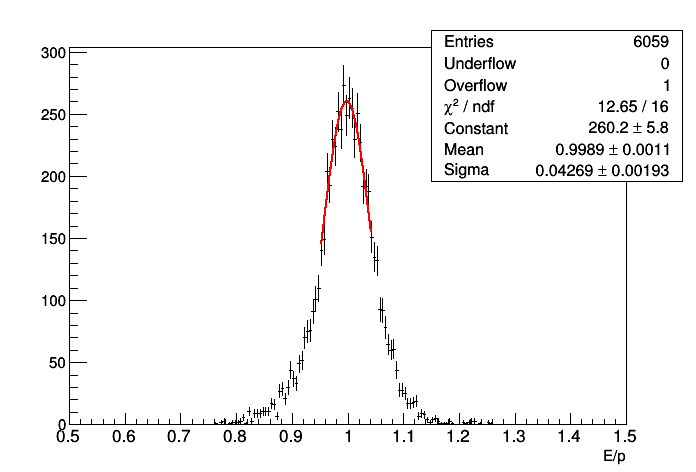 Entries 6059
Underflow 0
Overflow 1
χ² / ndf 12.65 / 16
Constant 260.2 ± 5.8
Mean 0.9989 ± 0.0011
Sigma 0.04269 ± 0.00193
300
250
200
150
100
50
0
0.5 0.6 0.7 0.8 0.9 1 1.1 1.2 1.3 1.4 1.5
E/p